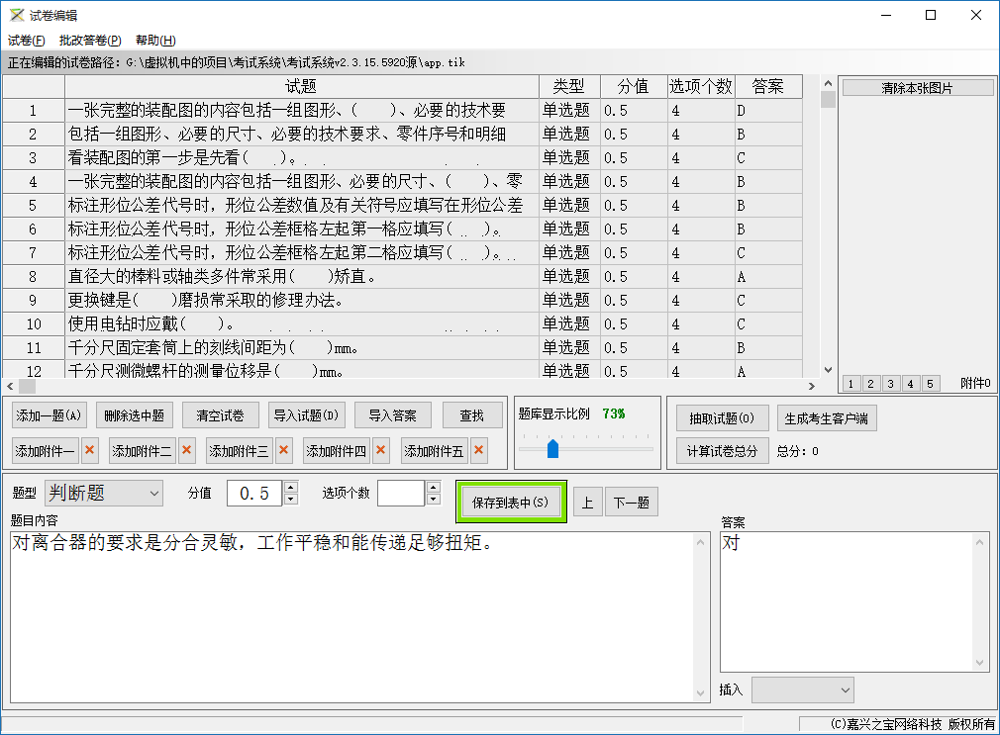 试卷编辑
试卷(F) 批改答卷(P) 帮助(H)
正在编辑的试卷路径: G:\虚拟机中的项目\考试系统\考试系统v2.3.15.5920源\app.tik
试题 类型 分值 选项个数 答案
1 一张完整的装配图的内容包括一组图形、( )、必要的技术要 单选题 0.5 4 D
2 包括一组图形、必要的尺寸、必要的技术要求、零件序号和明细 单选题 0.5 4 B
3 看装配图的第一步是先看( )。 单选题 0.5 4 C
4 一张完整的装配图的内容包括一组图形、必要的尺寸、( )、零 单选题 0.5 4 B
5 标注形位公差代号时，形位公差数值及有关符号应填写在形位公差 单选题 0.5 4 B
6 标注形位公差代号时，形位公差框格左起第一格应填写( )。 单选题 0.5 4 B
7 标注形位公差代号时，形位公差框格左起第二格应填写( )。 单选题 0.5 4 C
8 直径大的棒料或轴类多件常采用( )矫直。 单选题 0.5 4 A
9 更换键是( )磨损常采取的修理办法。 单选题 0.5 4 C
10 使用电钻时应戴( )。 单选题 0.5 4 C
11 千分尺固定套筒上的刻线间距为( )mm。 单选题 0.5 4 B
12 千分尺测微螺杆的测量位移是( )mm。 单选题 0.5 4 A
清除本张图片
1 2 3 4 5 附件0
添加一题(A) 删除选中题 清空试卷 导入试题(D) 导入答案 查找
添加附件一 添加附件二 添加附件三 添加附件四 添加附件五
题库显示比例 73%
抽取试题(O) 生成考生客户端
计算试卷总分 总分: 0
题型 判断题 分值 0.5 选项个数 保存到表中(S) 上 下一题
题目内容
对离合器的要求是分合灵敏，工作平稳和能传递足够扭矩。
答案
对
插入
(C)嘉兴之宝网络科技 版权所有